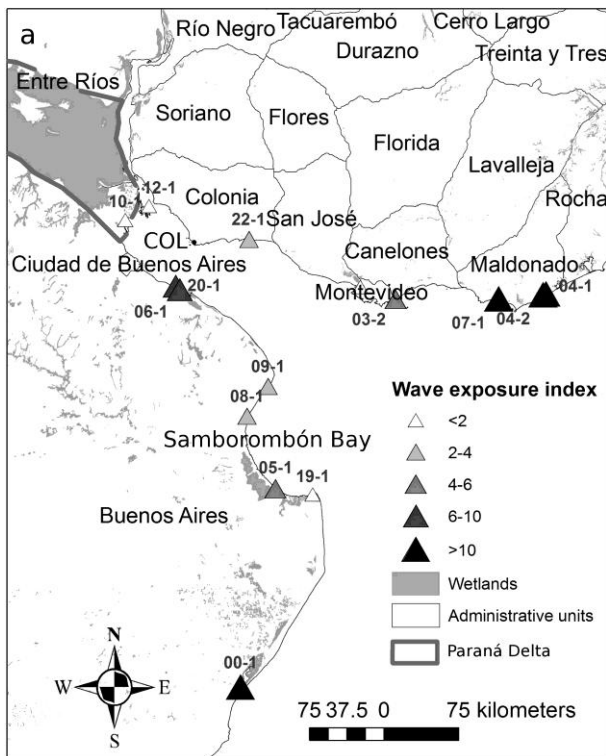 a
Río Negro
Tacuarembó
Cerro Largo
Durazno
Treinta y Tres
Entre Ríos
Soriano
Flores
Florida
Lavalleja
Rocha
10-1
12-1
Colonia
22-1
San José
COL
Canelones
Maldonado
Ciudad de Buenos Aires
20-1
06-1
Montevideo
03-2
07-1
04-2
04-1
09-1
08-1
Samborombón Bay
05-1
19-1
Buenos Aires
00-1
Wave exposure index
<2
2-4
4-6
6-10
>10
Wetlands
Administrative units
Paraná Delta
N
W
E
S
75 37.5 0 75 kilometers